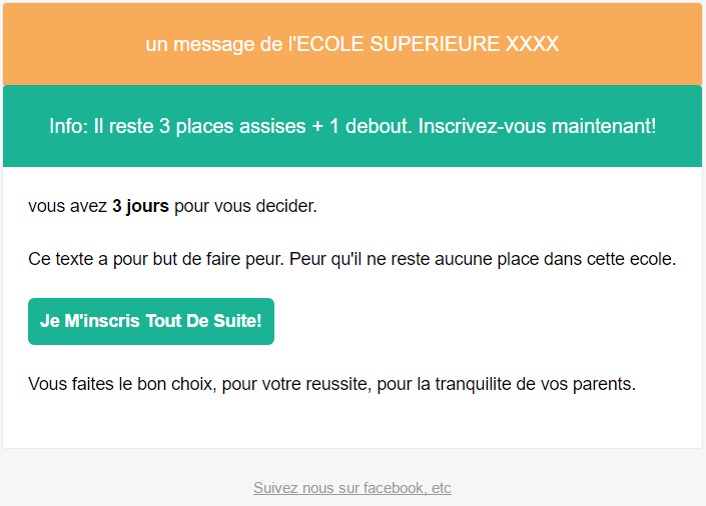 un message de l'ECOLE SUPERIEURE XXXX
Info: Il reste 3 places assises + 1 debout. Inscrivez-vous maintenant!
vous avez 3 jours pour vous decider.
Ce texte a pour but de faire peur. Peur qu'il ne reste aucune place dans cette ecole.
Je M'inscris Tout De Suite!
Vous faites le bon choix, pour votre reussite, pour la tranquilite de vos parents.
Suivez nous sur facebook, etc